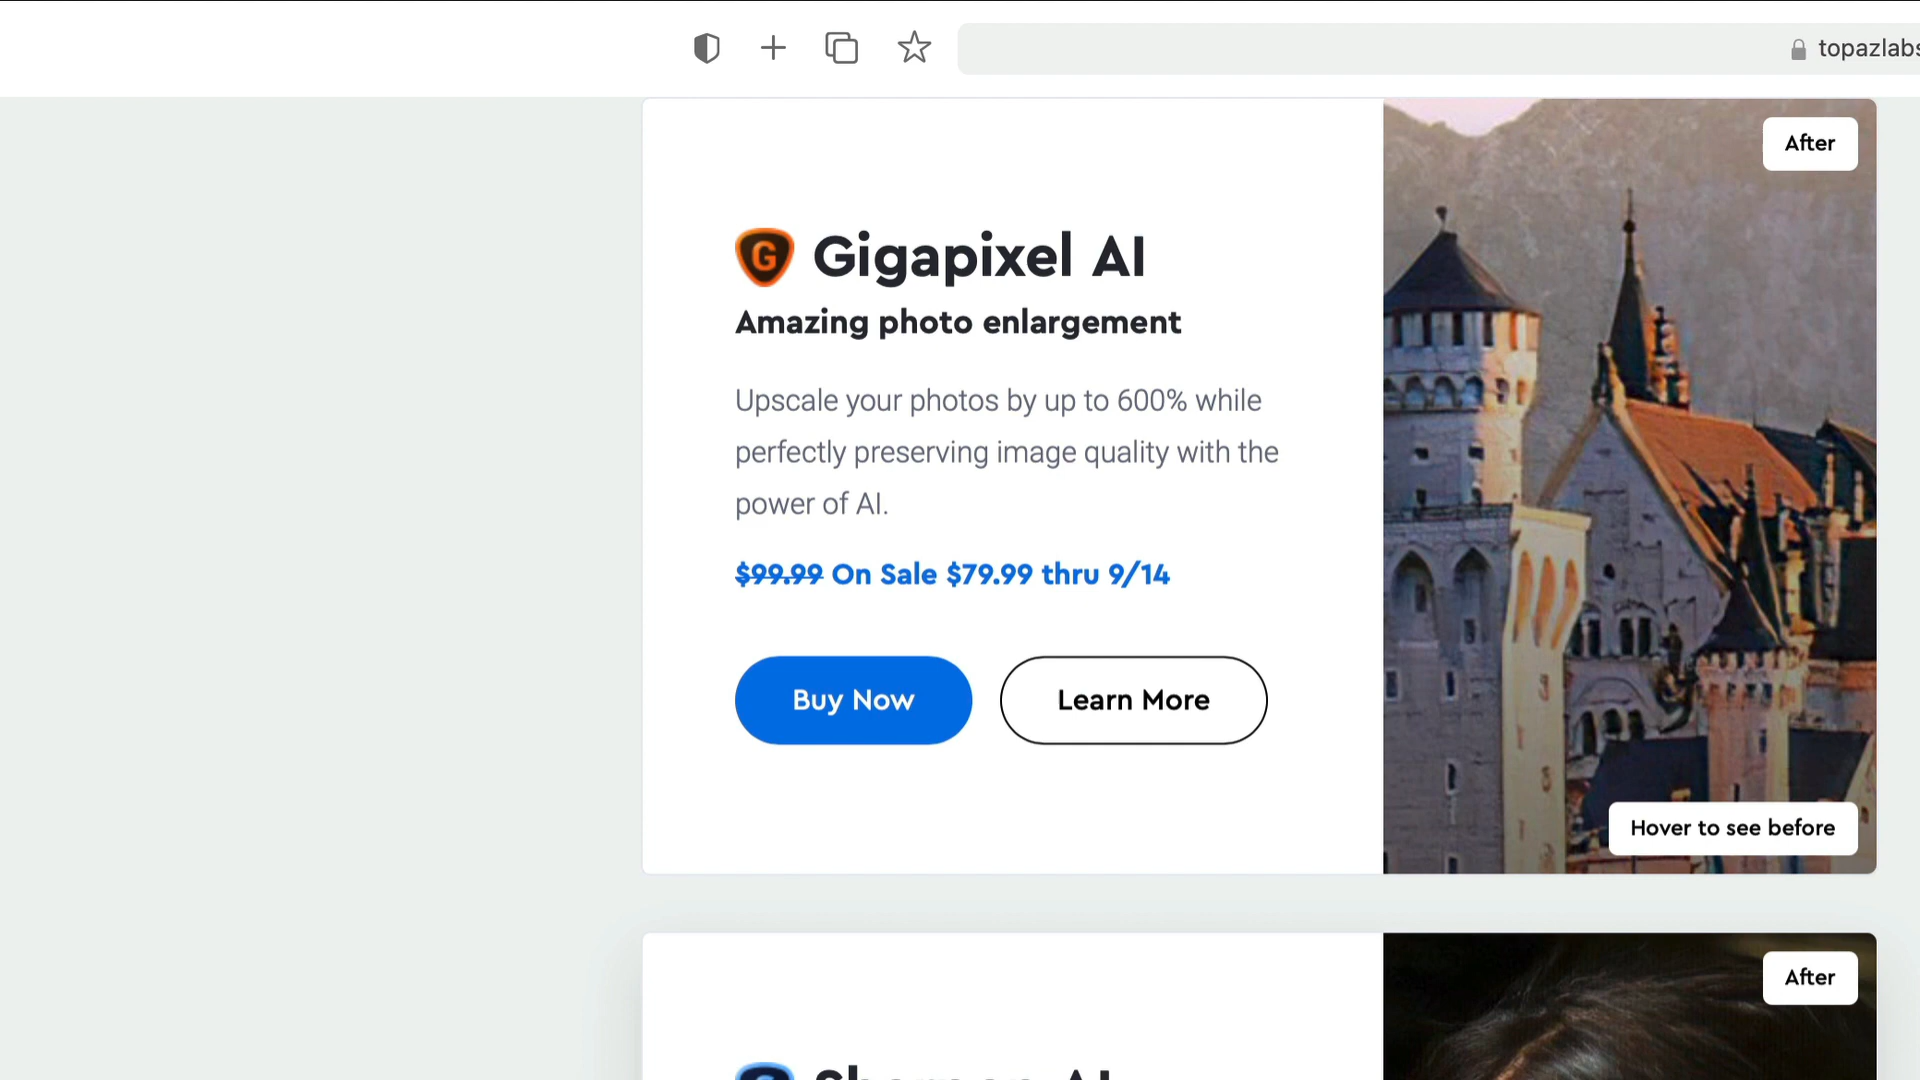 topazlabs
After
G Gigapixel AI
Amazing photo enlargement
Upscale your photos by up to 600% while
perfectly preserving image quality with the
power of AI.
$99.99 On Sale $79.99 thru 9/14
Buy Now
Learn More
Hover to see before
After
Sharpen AI